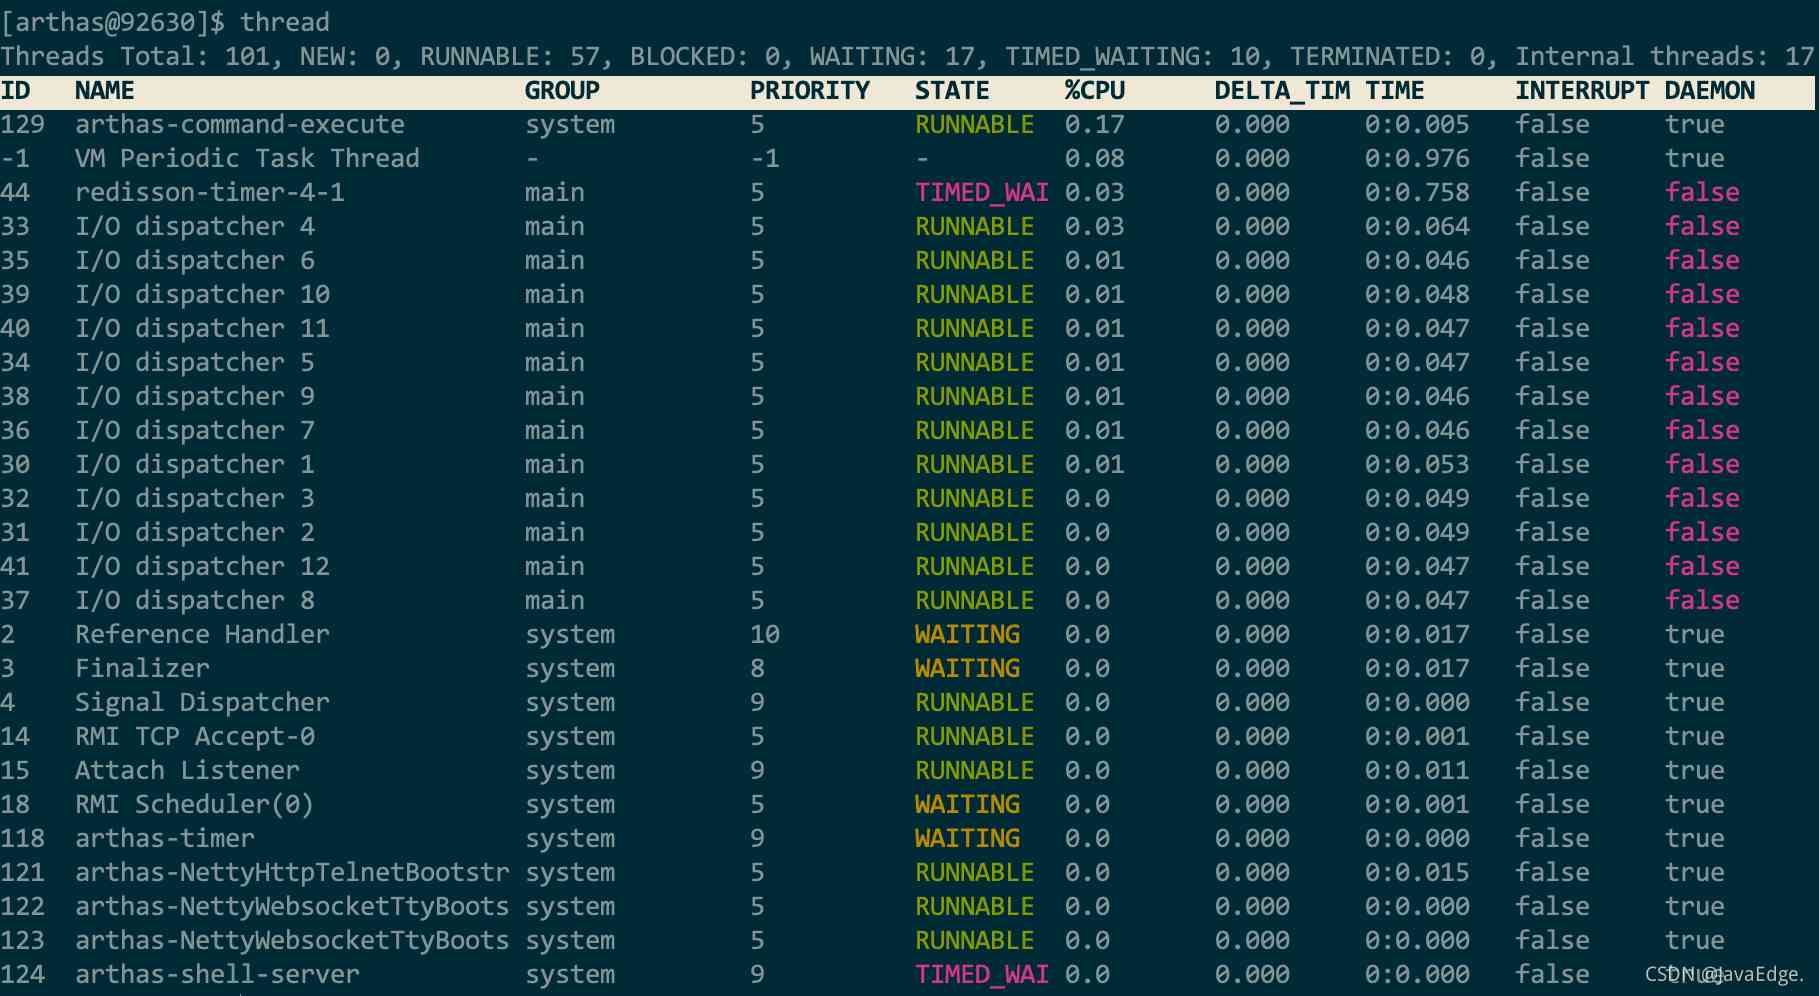 [arthas@92630]$ thread
Threads Total: 101, NEW: 0, RUNNABLE: 57, BLOCKED: 0, WAITING: 17, TIMED_WAITING: 10, TERMINATED: 0, Internal threads: 17
ID NAME GROUP PRIORITY STATE %CPU DELTA_TIM TIME INTERRUPT DAEMON
129 arthas-command-execute system 5 RUNNABLE 0.17 0.000 0:0.005 false true
-1 VM Periodic Task Thread - -1 - 0.08 0.000 0:0.976 false true
44 redisson-timer-4-1 main 5 TIMED_WAI 0.03 0.000 0:0.758 false false
33 I/O dispatcher 4 main 5 RUNNABLE 0.03 0.000 0:0.064 false false
35 I/O dispatcher 6 main 5 RUNNABLE 0.01 0.000 0:0.046 false false
39 I/O dispatcher 10 main 5 RUNNABLE 0.01 0.000 0:0.048 false false
40 I/O dispatcher 11 main 5 RUNNABLE 0.01 0.000 0:0.047 false false
34 I/O dispatcher 5 main 5 RUNNABLE 0.01 0.000 0:0.047 false false
38 I/O dispatcher 9 main 5 RUNNABLE 0.01 0.000 0:0.046 false false
36 I/O dispatcher 7 main 5 RUNNABLE 0.01 0.000 0:0.046 false false
30 I/O dispatcher 1 main 5 RUNNABLE 0.01 0.000 0:0.053 false false
32 I/O dispatcher 3 main 5 RUNNABLE 0.0 0.000 0:0.049 false false
31 I/O dispatcher 2 main 5 RUNNABLE 0.0 0.000 0:0.049 false false
41 I/O dispatcher 12 main 5 RUNNABLE 0.0 0.000 0:0.047 false false
37 I/O dispatcher 8 main 5 RUNNABLE 0.0 0.000 0:0.047 false false
2 Reference Handler system 10 WAITING 0.0 0.000 0:0.017 false true
3 Finalizer system 8 WAITING 0.0 0.000 0:0.017 false true
4 Signal Dispatcher system 9 RUNNABLE 0.0 0.000 0:0.000 false true
14 RMI TCP Accept-0 system 5 RUNNABLE 0.0 0.000 0:0.001 false true
15 Attach Listener system 9 RUNNABLE 0.0 0.000 0:0.011 false true
18 RMI Scheduler(0) system 5 WAITING 0.0 0.000 0:0.001 false true
118 arthas-timer system 9 WAITING 0.0 0.000 0:0.000 false true
121 arthas-NettyHttpTelnetBootstr system 5 RUNNABLE 0.0 0.000 0:0.015 false true
122 arthas-NettyWebsocketTtyBoots system 5 RUNNABLE 0.0 0.000 0:0.000 false true
123 arthas-NettyWebsocketTtyBoots system 5 RUNNABLE 0.0 0.000 0:0.000 false true
124 arthas-shell-server system 9 TIMED_WAI 0.0 0.000 0:0.000 false
CSDN @JavaEdge.